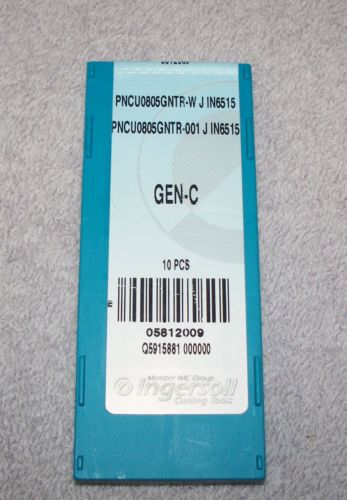 PNCU0805GNTR-W J IN6515
PNCU0805GNTR-001 J IN6515
GEN-C
10 PCS
05812009
Q5915881 000000
Member IMC Group
Ingersoll
Cutting Tools